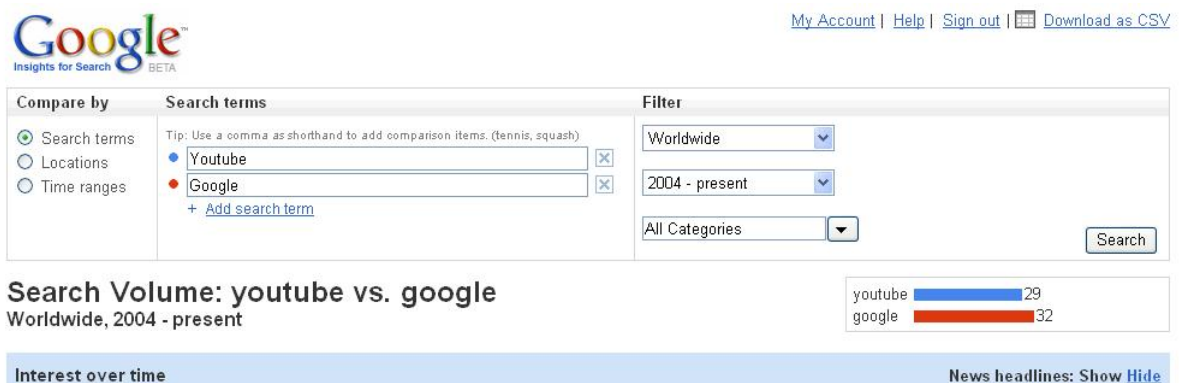 My Account | Help | Sign out | Download as CSV
Google™
Insights for Search BETA
Compare by Search terms Filter
Search terms
Locations
Time ranges
Tip: Use a comma as shorthand to add comparison items. (tennis, squash)
Youtube
Google
+ Add search term
Worldwide
2004 - present
All Categories
Search
Search Volume: youtube vs. google
Worldwide, 2004 - present
youtube 29
google 32
Interest over time News headlines: Show Hide